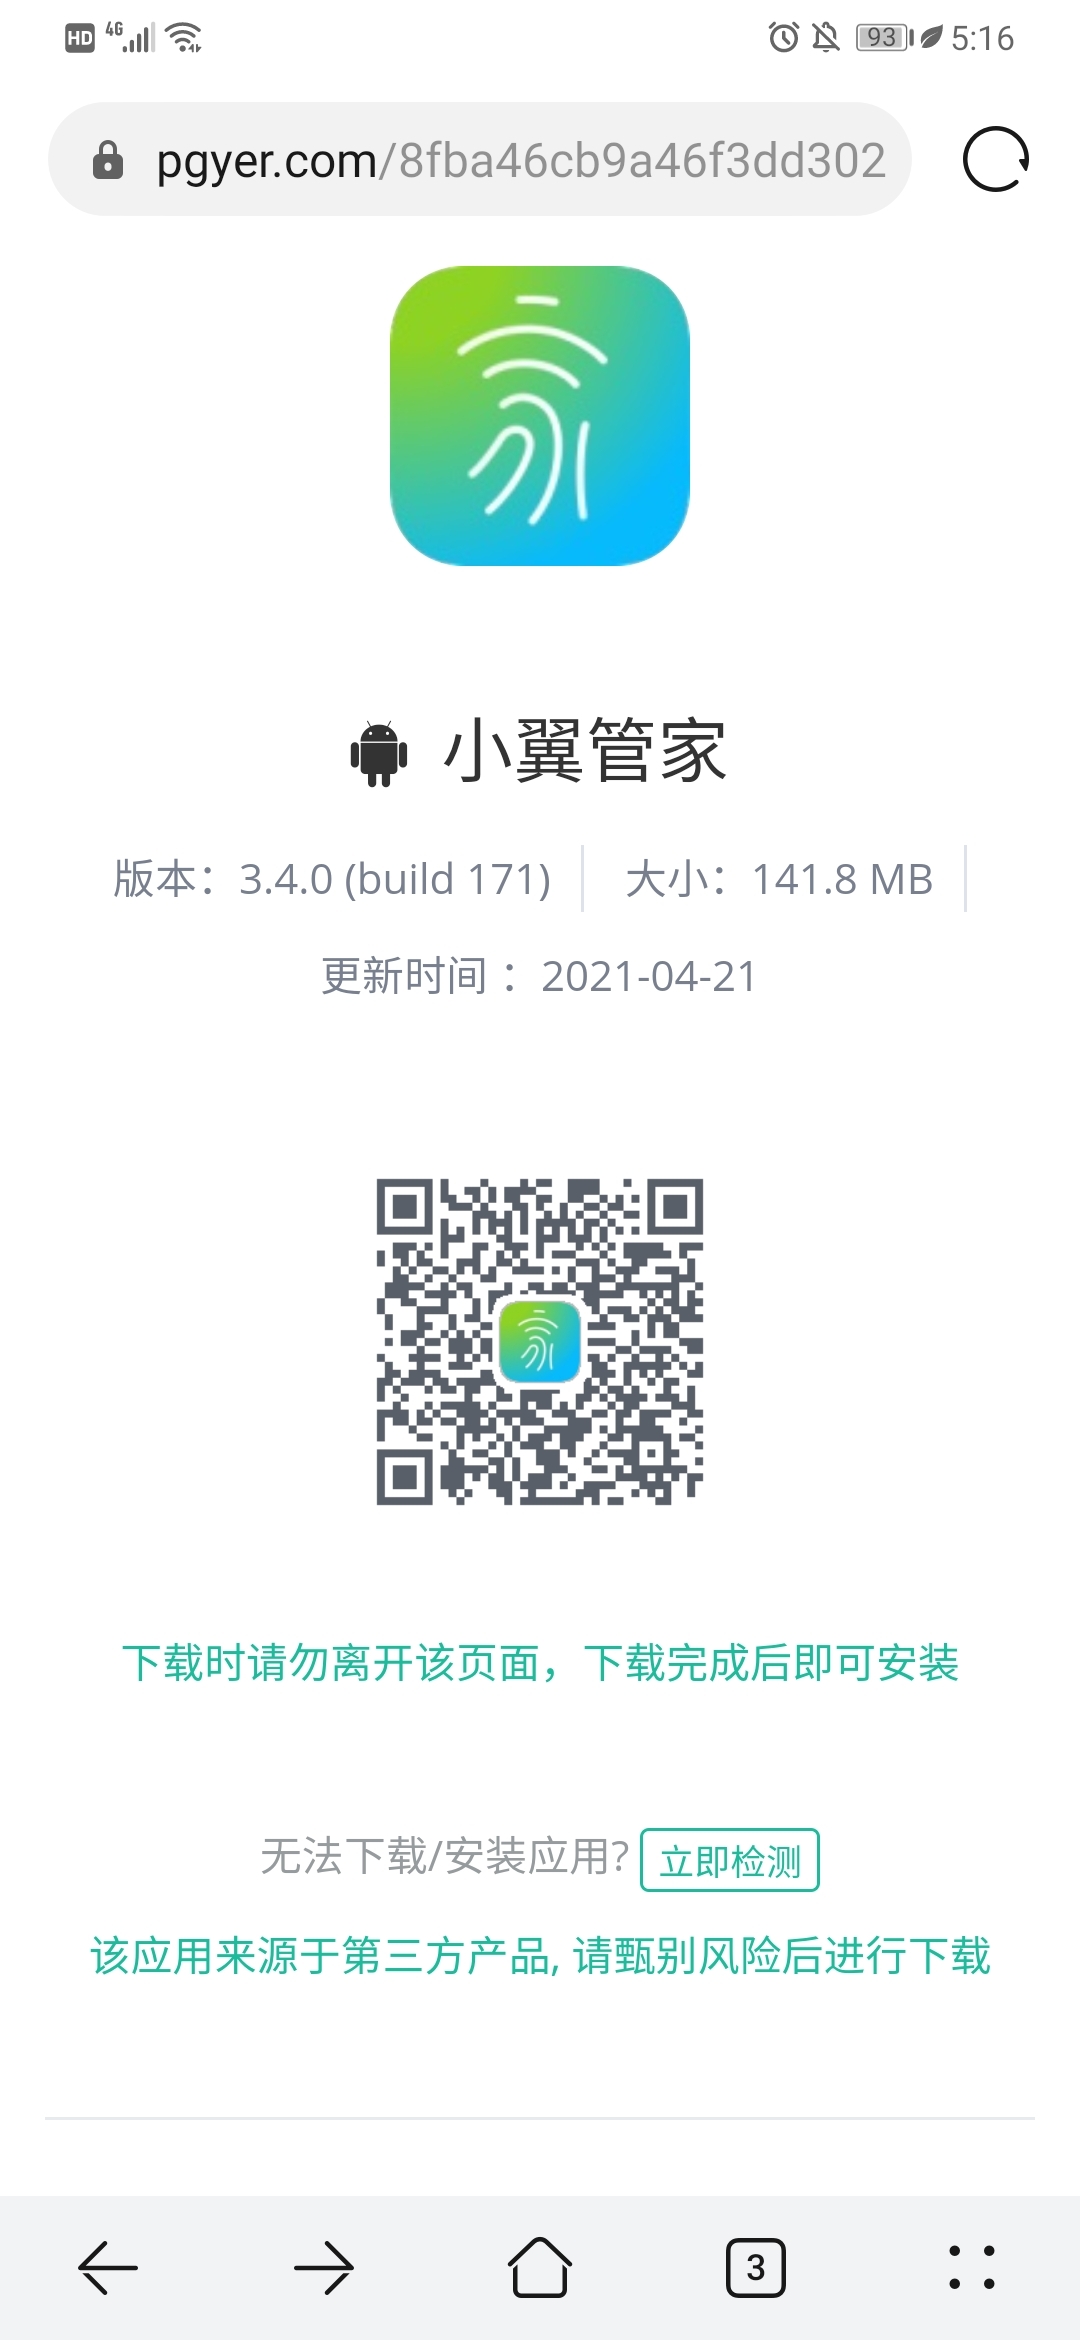 HD 4G 93 5:16
pgyer.com/8fba46cb9a46f3dd302
小翼管家
版本：3.4.0 (build 171)
大小：141.8 MB
更新时间 ：2021-04-21
下载时请勿离开该页面，下载完成后即可安装
无法下载/安装应用?
立即检测
该应用来源于第三方产品, 请甄别风险后进行下载
3